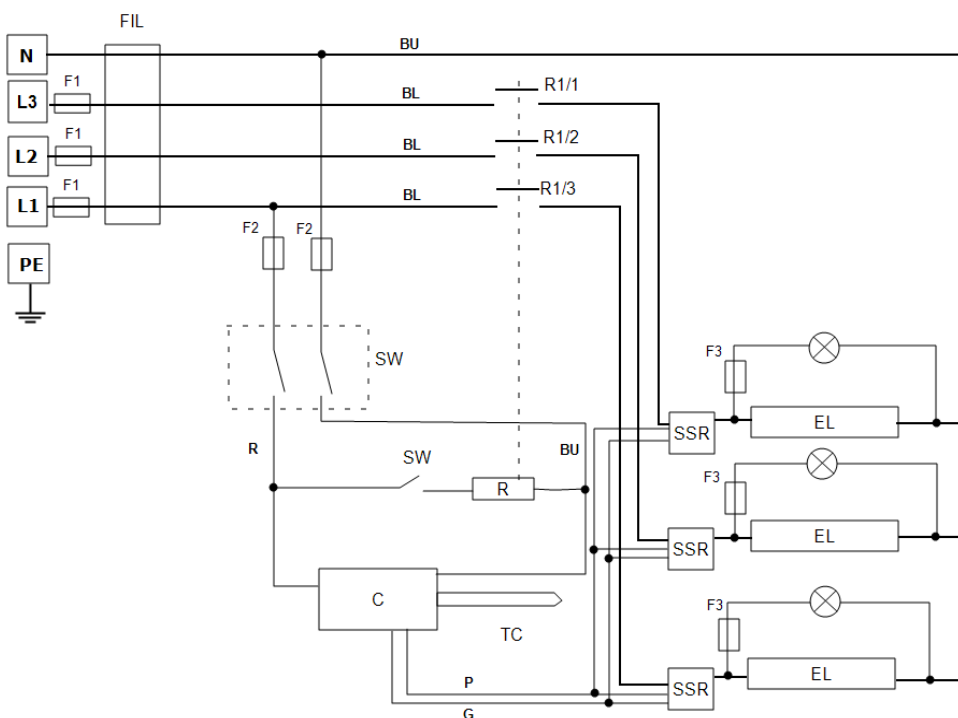 FIL
N
BU
F1
L3
BL
R1/1
F1
L2
BL
R1/2
F1
L1
BL
R1/3
F2
F2
PE
SW
F3
EL
SSR
R
SW
BU
R
F3
EL
SSR
C
TC
F3
EL
SSR
P
G